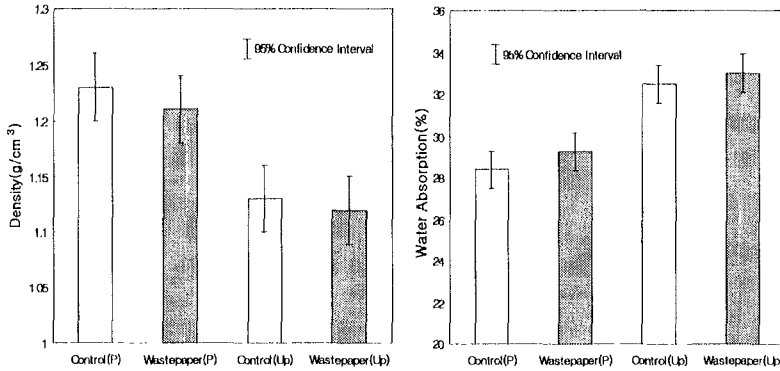 Density(g/cm³)
1.3
1.25
1.2
1.15
1.1
1.05
1
95% Confidence Interval
Control(P)
Wastepaper(P)
Control(Up)
Wastepaper(Up)
Water Absorption(%)
36
34
32
30
28
26
24
22
20
95% Confidence Interval
Control(P)
Wastepaper(P)
Control(Up)
Wastepaper(Up)